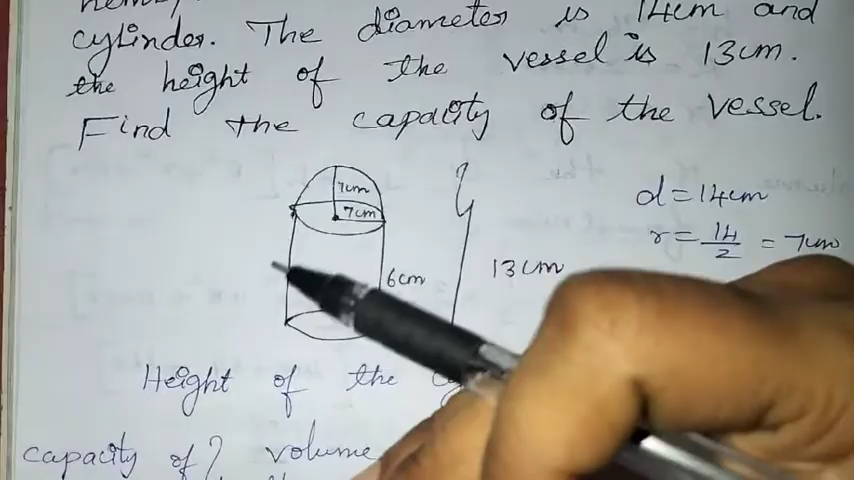 cylinder. The diameter is 14cm and
the height of the vessel is 13cm.
Find the capacity of the vessel.
7cm
7cm
6cm
13cm
d = 14cm
r = 14/2 = 7cm
Height of the
capacity of } volume